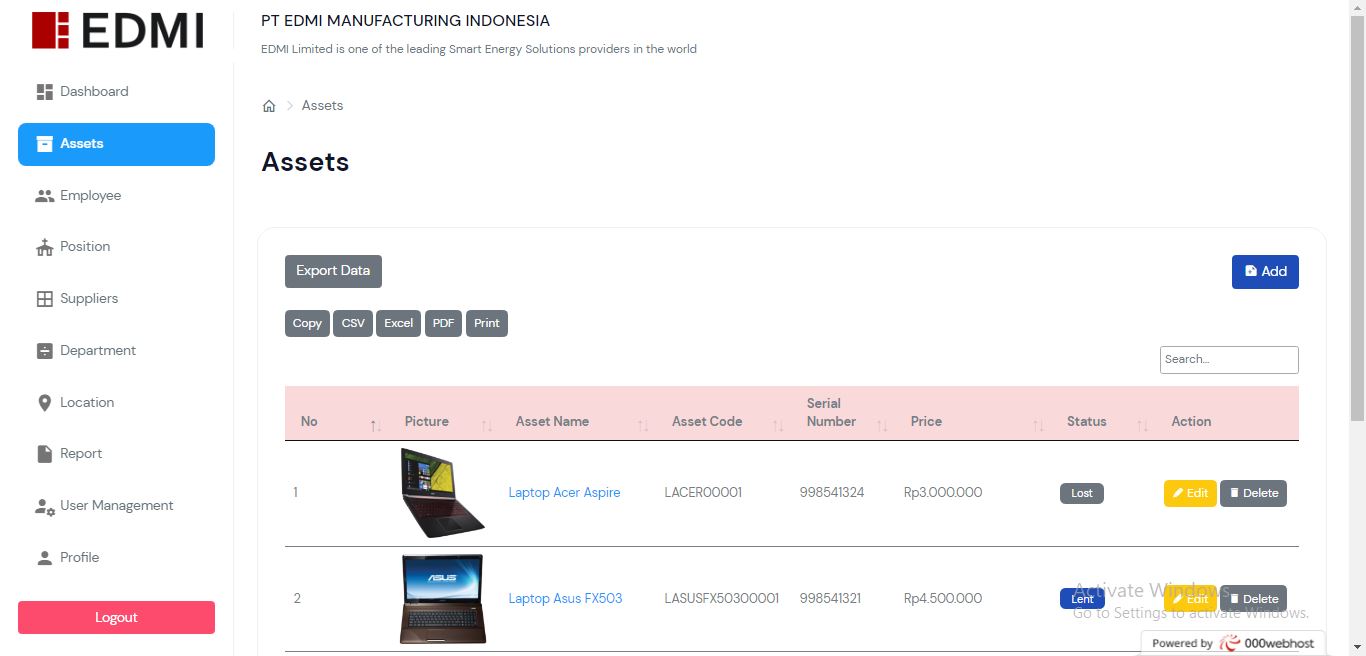 EDMI
PT EDMI MANUFACTURING INDONESIA
EDMI Limited is one of the leading Smart Energy Solutions providers in the world
Dashboard
Assets
Employee
Position
Suppliers
Department
Location
Report
User Management
Profile
Logout
Assets
Assets
Export Data
Add
Copy CSV Excel PDF Print
Search...
No Picture Asset Name Asset Code Serial Number Price Status Action
1 Laptop Acer Aspire LACER00001 998541324 Rp3.000.000 Lost Edit Delete
ASUS
2 Laptop Asus FX503 LASUSFX50300001 998541321 Rp4.500.000 Lent Edit Delete
Activate Windows
Go to Settings to activate Windows.
Powered by 000webhost